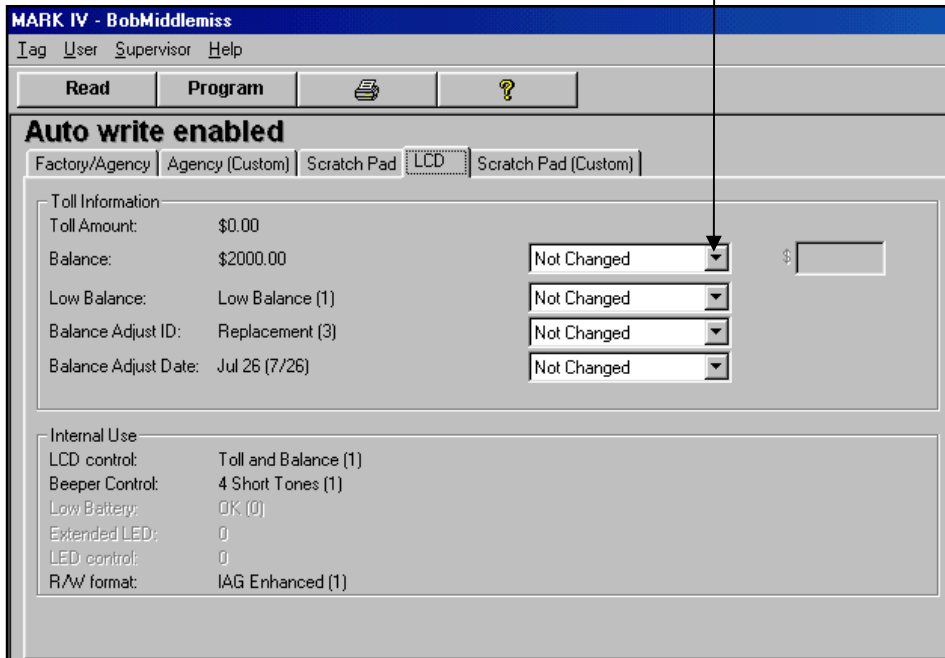 MARK IV - BobMiddlemiss
Tag User Supervisor Help
Read Program ?
Auto write enabled
Factory/Agency Agency (Custom) Scratch Pad LCD Scratch Pad (Custom)
Toll Information
Toll Amount: $0.00
Balance: $2000.00 Not Changed $
Low Balance: Low Balance (1) Not Changed
Balance Adjust ID: Replacement (3) Not Changed
Balance Adjust Date: Jul 26 (7/26) Not Changed
Internal Use
LCD control: Toll and Balance (1)
Beeper Control: 4 Short Tones (1)
Low Battery: OK (0)
Extended LED: 0
LED control: 0
R/W format: IAG Enhanced (1)